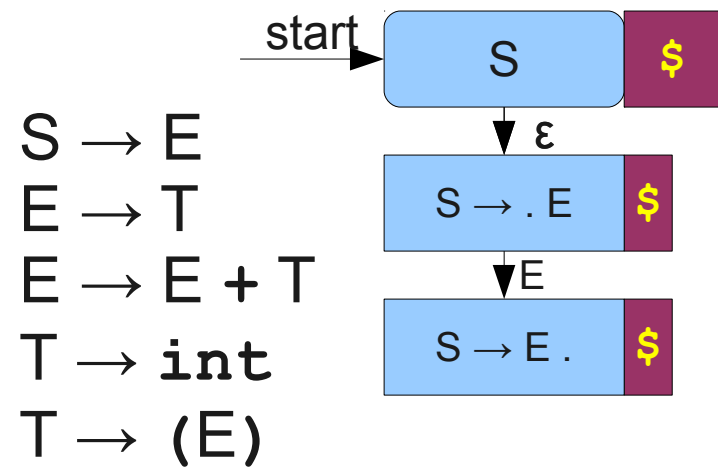 start
S $
ε
S → . E $
E
S → E . $
S → E
E → T
E → E + T
T → int
T → (E)